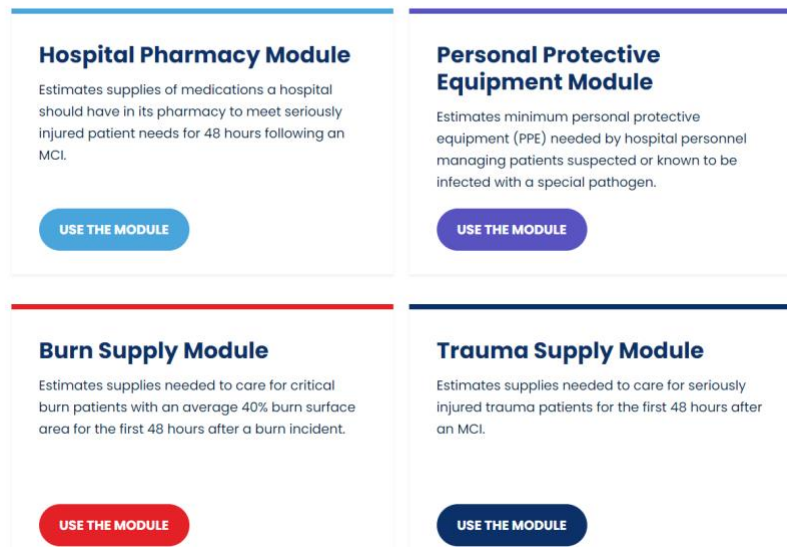 Hospital Pharmacy Module
Estimates supplies of medications a hospital
should have in its pharmacy to meet seriously
injured patient needs for 48 hours following an
MCI.
USE THE MODULE
Personal Protective
Equipment Module
Estimates minimum personal protective
equipment (PPE) needed by hospital personnel
managing patients suspected or known to be
infected with a special pathogen.
USE THE MODULE
Burn Supply Module
Estimates supplies needed to care for critical
burn patients with an average 40% burn surface
area for the first 48 hours after a burn incident.
USE THE MODULE
Trauma Supply Module
Estimates supplies needed to care for seriously
injured trauma patients for the first 48 hours after
an MCI.
USE THE MODULE